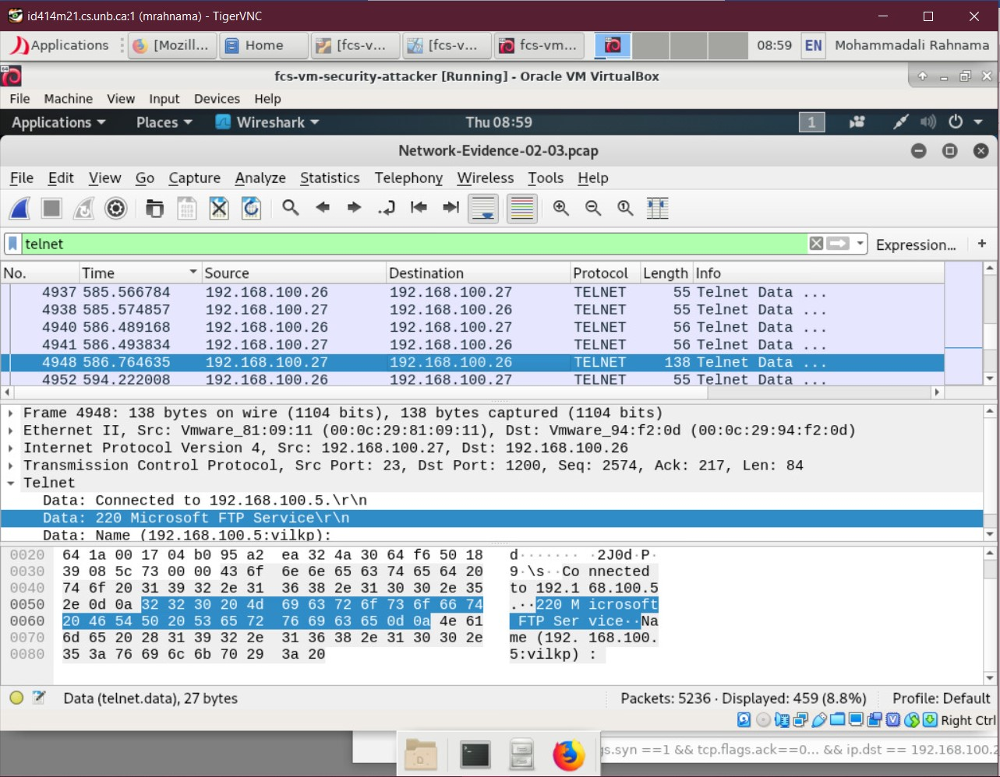 id414m21.cs.unb.ca:1 (mrahnama) - TigerVNC
Applications [Mozill... Home [fcs-v... [fcs-v... fcs-vm... 08:59 EN Mohammadali Rahnama
fcs-vm-security-attacker [Running] - Oracle VM VirtualBox
File Machine View Input Devices Help
Applications Places Wireshark Thu 08:59 1
Network-Evidence-02-03.pcap
File Edit View Go Capture Analyze Statistics Telephony Wireless Tools Help
telnet Expression... +
No. Time Source Destination Protocol Length Info
4937 585.566784 192.168.100.26 192.168.100.27 TELNET 55 Telnet Data ...
4938 585.574857 192.168.100.27 192.168.100.26 TELNET 55 Telnet Data ...
4940 586.489168 192.168.100.26 192.168.100.27 TELNET 56 Telnet Data ...
4941 586.493834 192.168.100.27 192.168.100.26 TELNET 56 Telnet Data ...
4948 586.764635 192.168.100.27 192.168.100.26 TELNET 138 Telnet Data ...
4952 594.222008 192.168.100.26 192.168.100.27 TELNET 55 Telnet Data ...
Frame 4948: 138 bytes on wire (1104 bits), 138 bytes captured (1104 bits)
Ethernet II, Src: Vmware_81:09:11 (00:0c:29:81:09:11), Dst: Vmware_94:f2:0d (00:0c:29:94:f2:0d)
Internet Protocol Version 4, Src: 192.168.100.27, Dst: 192.168.100.26
Transmission Control Protocol, Src Port: 23, Dst Port: 1200, Seq: 2574, Ack: 217, Len: 84
Telnet
Data: Connected to 192.168.100.5.\r\n
Data: 220 Microsoft FTP Service\r\n
Data: Name (192.168.100.5:vilkp):
0020 64 1a 00 17 04 b0 95 a2 ea 32 4a 30 64 f6 50 18 d······· ·2J0d·P·
0030 39 08 5c 73 00 00 43 6f 6e 6e 65 63 74 65 64 20 9·\s··Co nnected
0040 74 6f 20 31 39 32 2e 31 36 38 2e 31 30 30 2e 35 to 192.1 68.100.5
0050 2e 0d 0a 32 32 30 20 4d 69 63 72 6f 73 6f 66 74 .··220 M icrosoft
0060 20 46 54 50 20 53 65 72 76 69 63 65 0d 0a 4e 61 FTP Ser vice··Na
0070 6d 65 20 28 31 39 32 2e 31 36 38 2e 31 30 30 2e me (192. 168.100.
0080 35 3a 76 69 6c 6b 70 29 3a 20 5:vilkp) :
Data (telnet.data), 27 bytes Packets: 5236 · Displayed: 459 (8.8%) Profile: Default
Right Ctrl
gs.syn ==1 && tcp.flags.ack==0... && ip.dst == 192.168.100.2